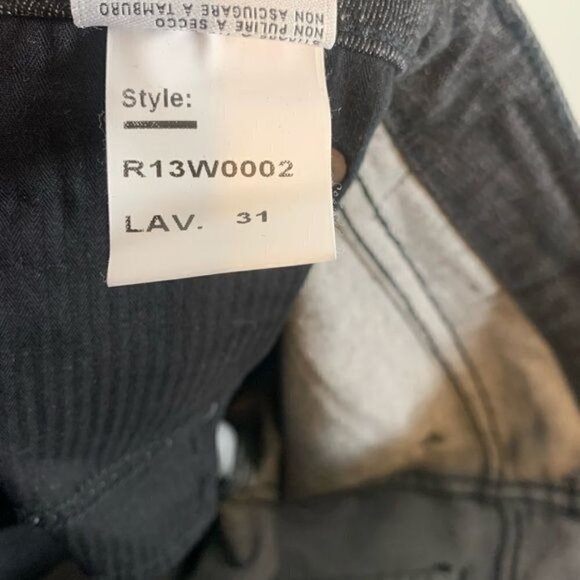 NON ASCIUGARE A TAMBURO
NON PULIRE A SECCO
Style:
R13W0002
LAV. 31